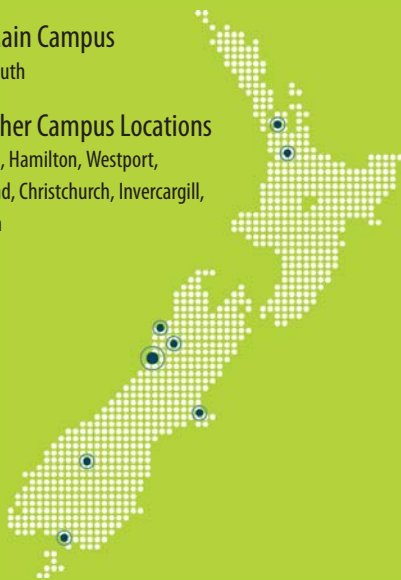 ain Campus
uth
her Campus Locations
, Hamilton, Westport,
d, Christchurch, Invercargill,